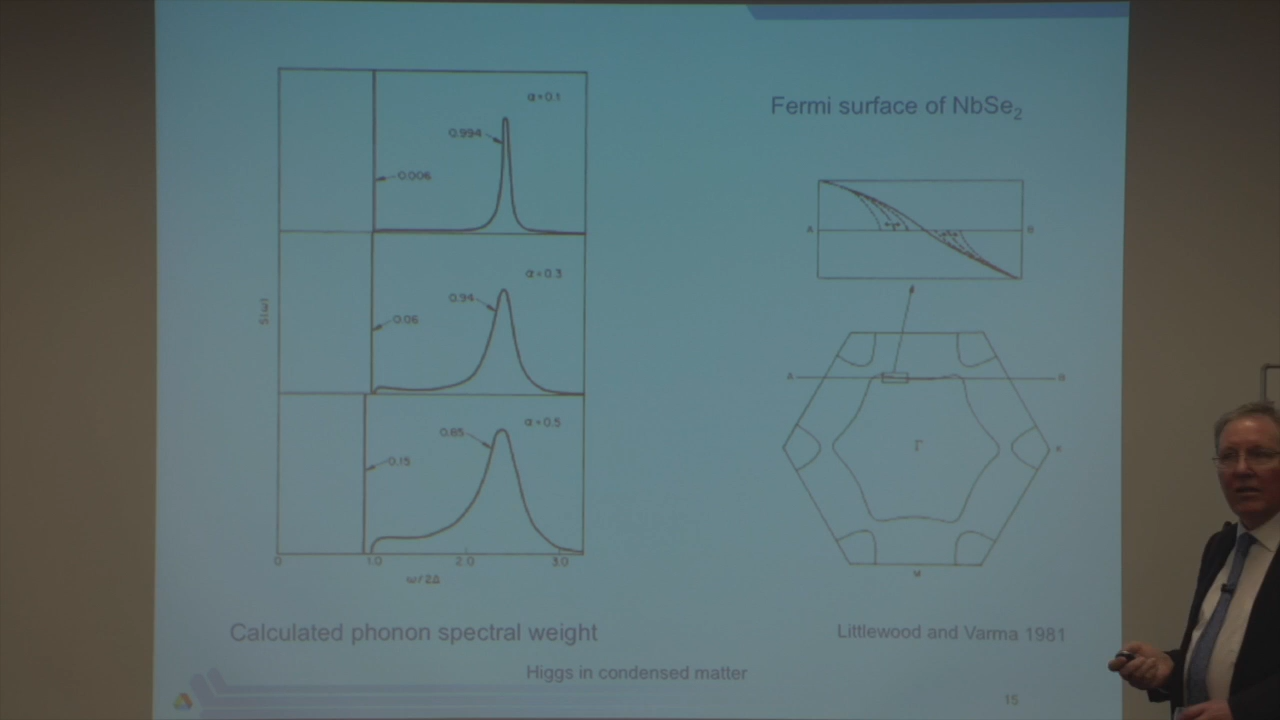 α=0.1
0.994
0.006
α=0.3
0.94
0.06
S(ω)
α=0.5
0.85
0.15
0 1.0 2.0 3.0
ω/2Δ
Calculated phonon spectral weight
Fermi surface of NbSe₂
A B
A B
Γ
K
M
Littlewood and Varma 1981
Higgs in condensed matter
15